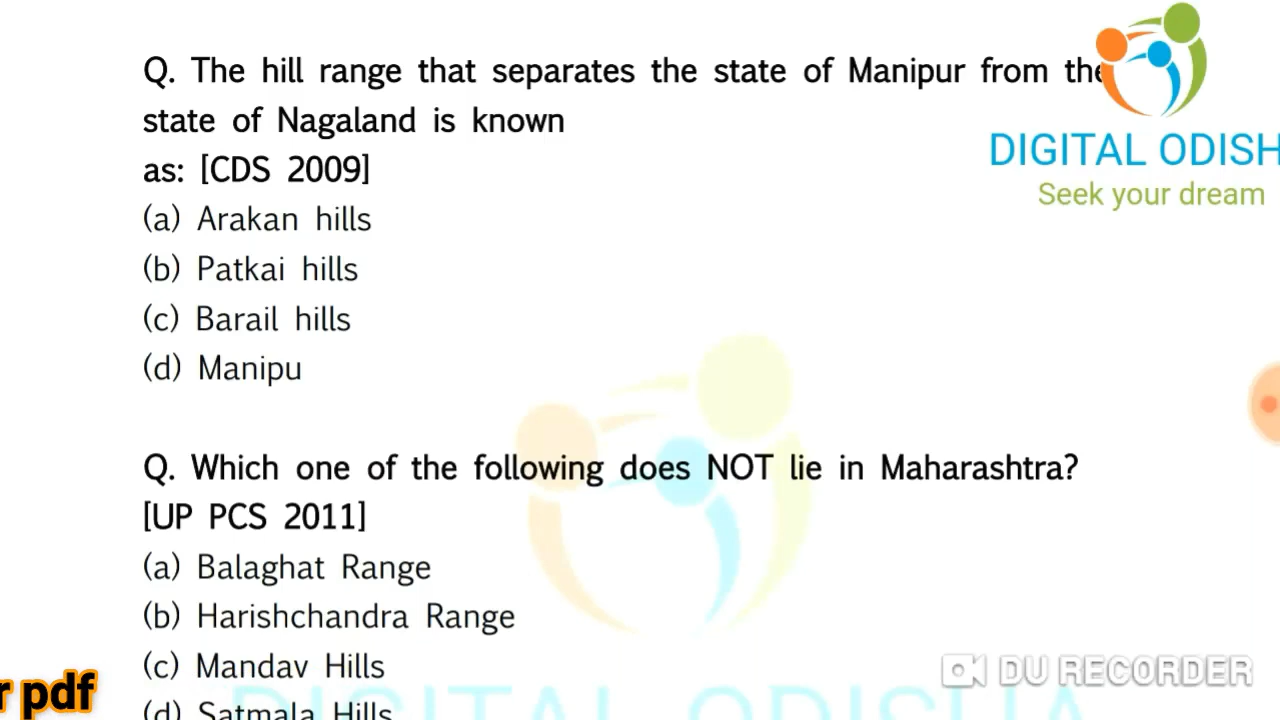 Q. The hill range that separates the state of Manipur from the
state of Nagaland is known
as: [CDS 2009]
(a) Arakan hills
(b) Patkai hills
(c) Barail hills
(d) Manipu
DIGITAL ODISH
Seek your dream
Q. Which one of the following does NOT lie in Maharashtra?
[UP PCS 2011]
(a) Balaghat Range
(b) Harishchandra Range
(c) Mandav Hills
(d) Satmala Hills
r pdf
DU RECORDER
DIGITAL ODISHA